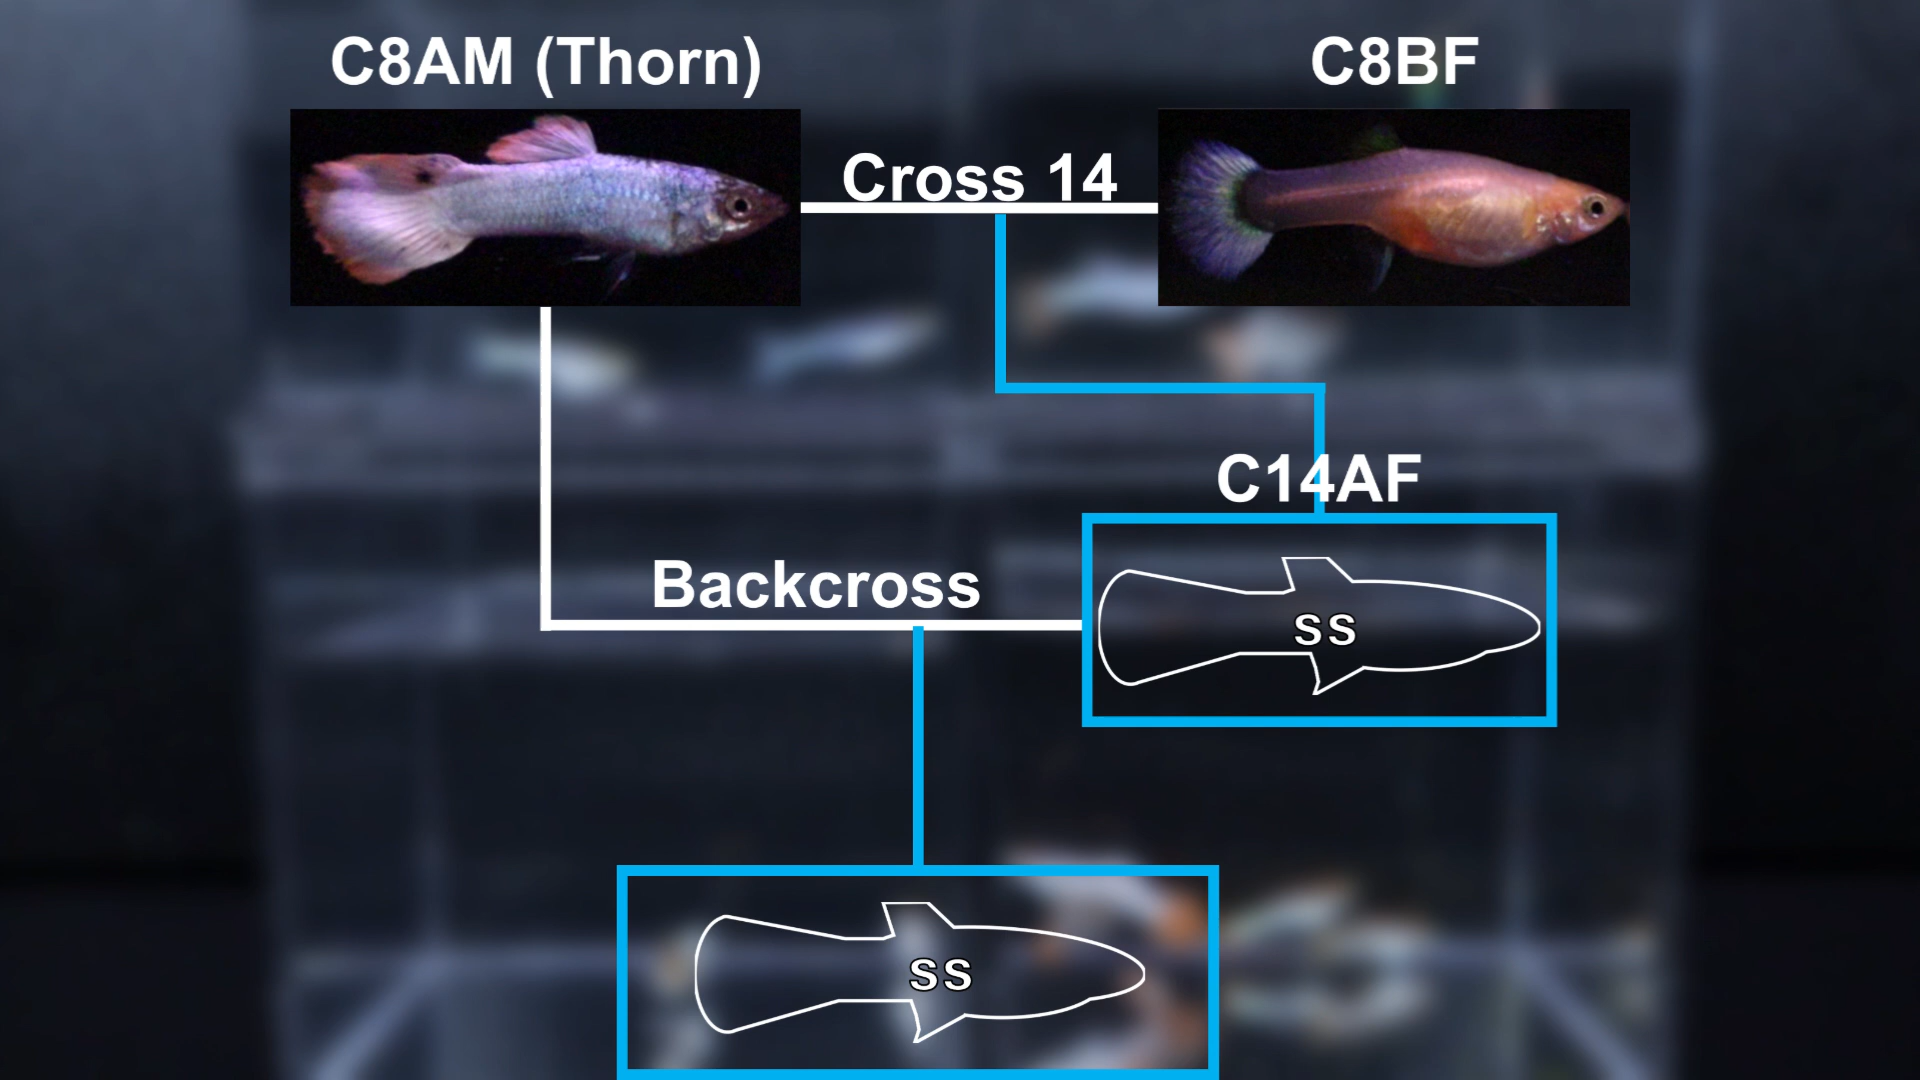 C8AM (Thorn)
C8BF
Cross 14
C14AF
Backcross
ss
ss